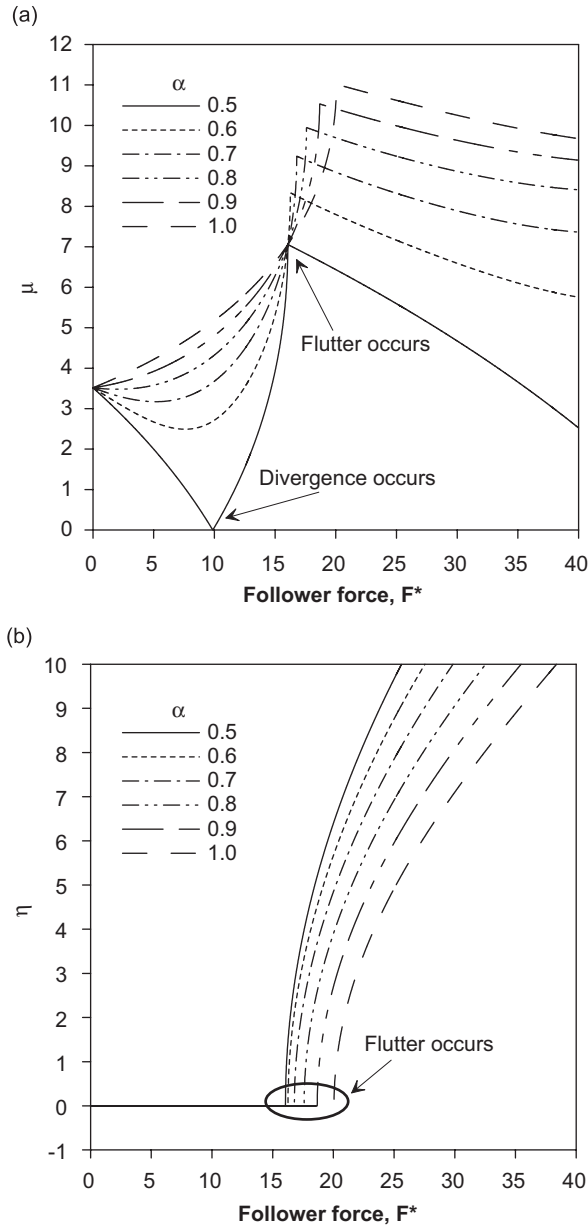 (a)
12
11
10
9
8
7
6
5
4
3
2
1
0
μ
α
0.5
0.6
0.7
0.8
0.9
1.0
Flutter occurs
Divergence occurs
0 5 10 15 20 25 30 35 40
Follower force, F*
(b)
10
9
8
7
6
5
4
3
2
1
0
-1
η
α
0.5
0.6
0.7
0.8
0.9
1.0
Flutter occurs
0 5 10 15 20 25 30 35 40
Follower force, F*